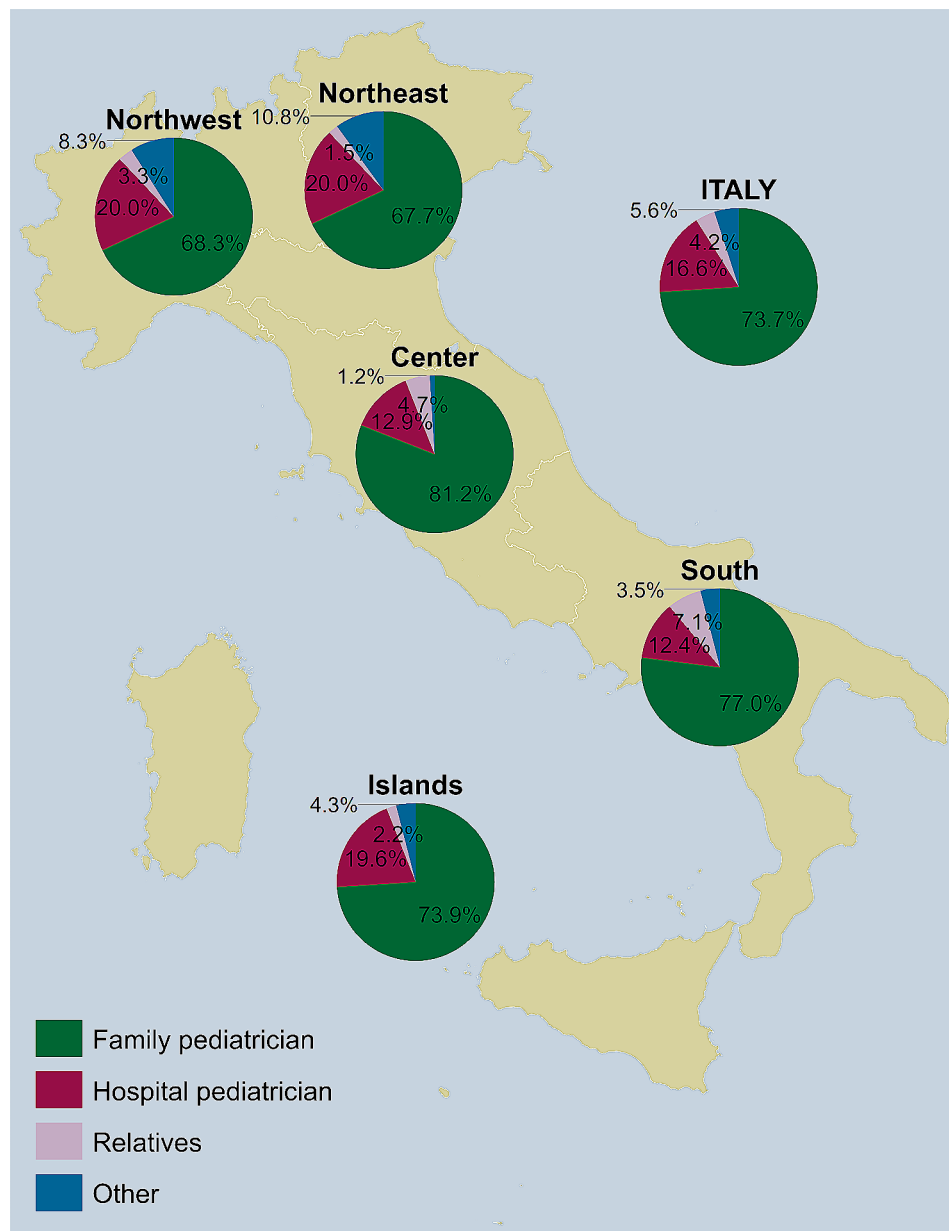 Northeast
10.8%
1.5%
20.0%
67.7%
Northwest
8.3%
3.3%
20.0%
68.3%
ITALY
5.6%
4.2%
16.6%
73.7%
Center
1.2%
4.7%
12.9%
81.2%
South
3.5%
7.1%
12.4%
77.0%
Islands
4.3%
2.2%
19.6%
73.9%
Family pediatrician
Hospital pediatrician
Relatives
Other